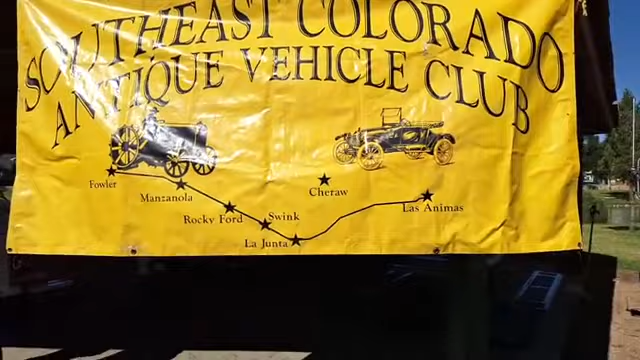 SOUTHEAST COLORADO
ANTIQUE VEHICLE CLUB
Fowler
Manzanola
Rocky Ford
Swink
La Junta
Cheraw
Las Animas